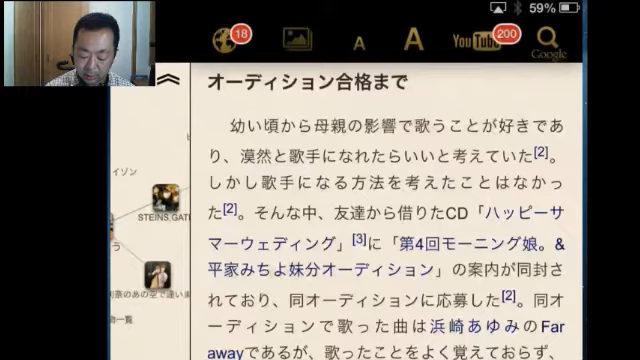 59%
18
A
A
YouTube
200
Google
オーディション合格まで
幼い頃から母親の影響で歌うことが好きであ
り、漠然と歌手になれたらいいと考えていた[2]。
しかし歌手になる方法を考えたことはなかっ
た[2]。そんな中、友達から借りたCD「ハッピーサ
マーウェディング」[3]に「第4回モーニング娘。&
平家みちよ妹分オーディション」の案内が同封さ
れており、同オーディションに応募した[2]。同オ
ーディションで歌った曲は浜崎あゆみのFar
awayであるが、歌ったことをよく覚えておらず、
イゾン
STEINS,GATE
う
奈のあの空で逢いま
一覧